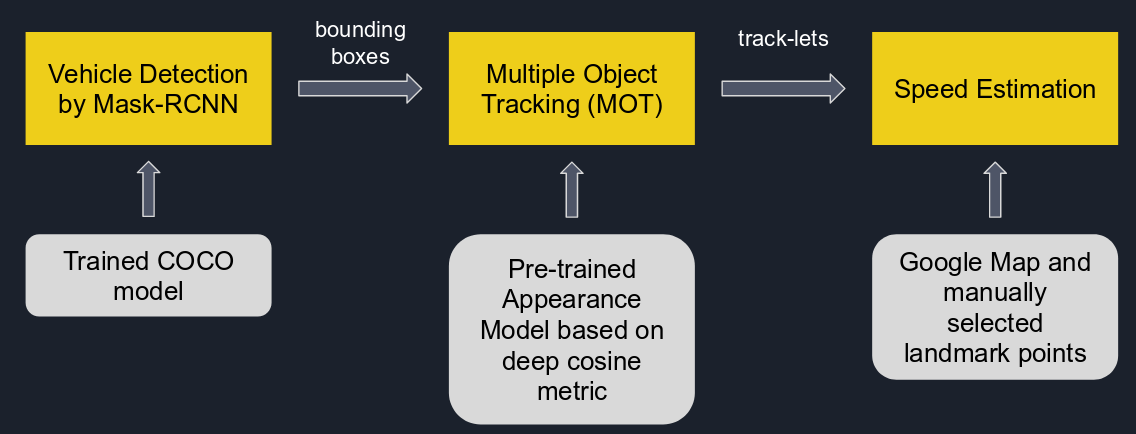 bounding
boxes
track-lets
Vehicle Detection
by Mask-RCNN
Multiple Object
Tracking (MOT)
Speed Estimation
Trained COCO
model
Pre-trained
Appearance
Model based on
deep cosine
metric
Google Map and
manually
selected
landmark points